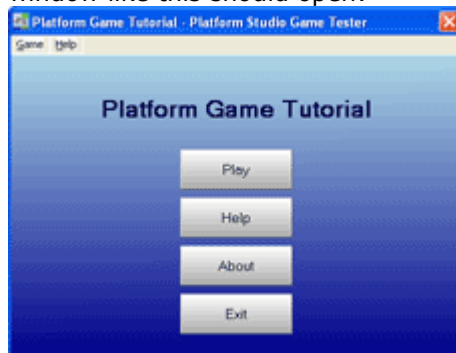 window like this should open:
Platform Game Tutorial - Platform Studio Game Tester
Game Help
Platform Game Tutorial
Play
Help
About
Exit